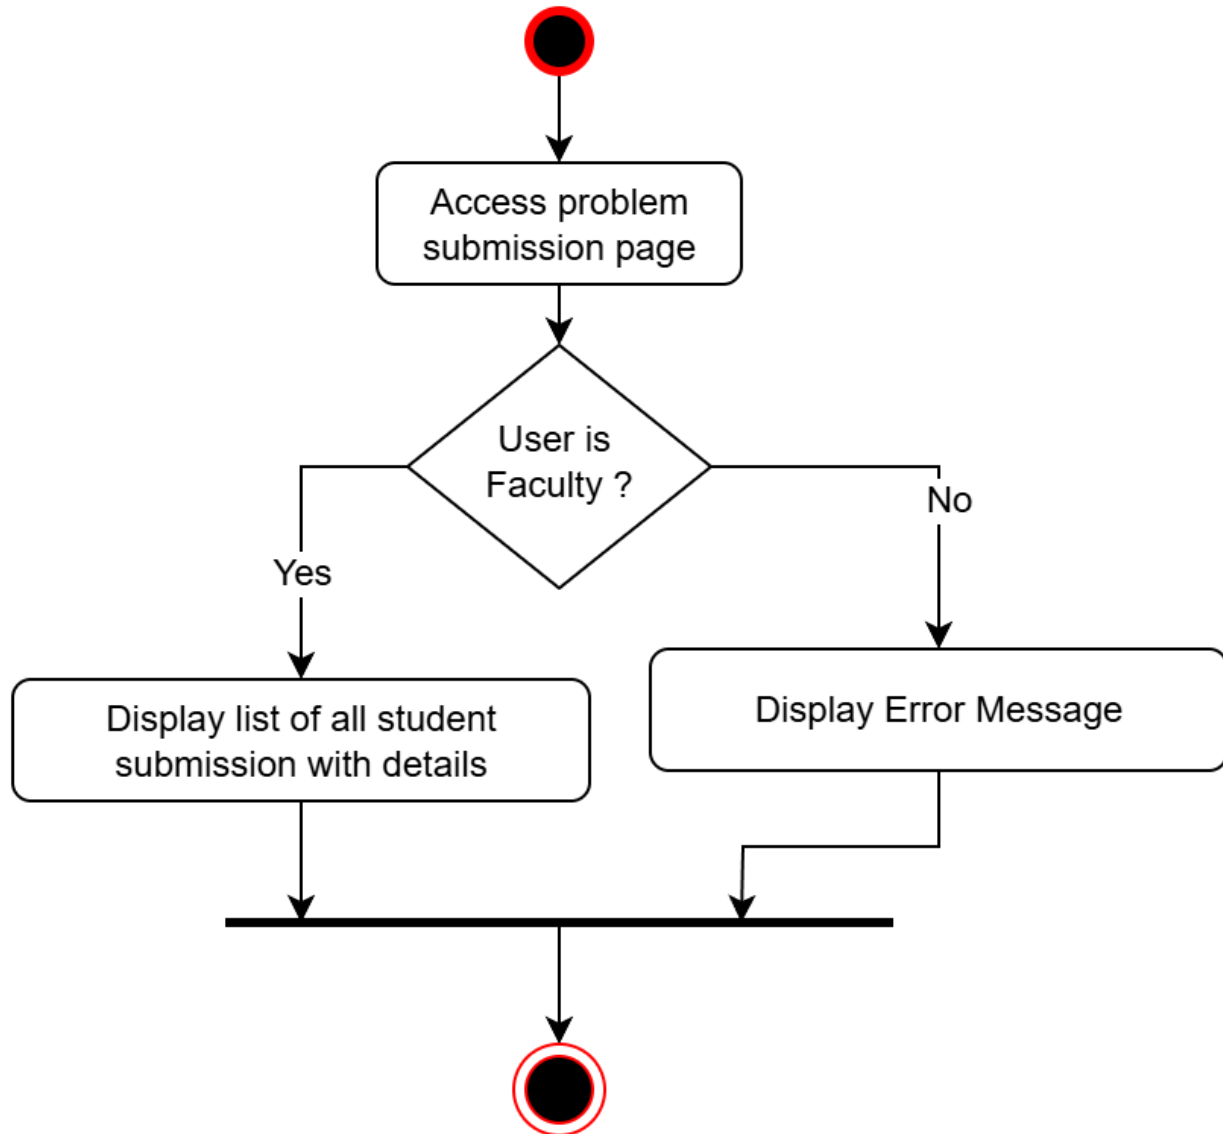 Access problem
submission page
User is
Faculty ?
No
Yes
Display list of all student
submission with details
Display Error Message